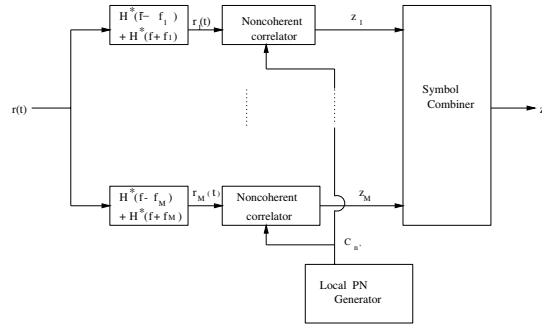 H*(f- f1)
+ H*(f+ f1)
r1(t)
Noncoherent
correlator
z1
r(t)
Symbol
Combiner
z
H*(f- fM)
+ H*(f+ fM)
rM(t)
Noncoherent
correlator
zM
Cn,
Local PN
Generator